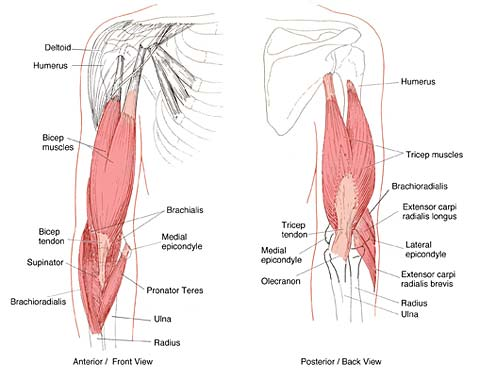 Deltoid
Humerus
Bicep
muscles
Brachialis
Bicep
tendon
Medial
epicondyle
Supinator
Pronator Teres
Brachioradialis
Ulna
Radius
Anterior / Front View
Humerus
Tricep muscles
Brachioradialis
Extensor carpi
radialis longus
Tricep
tendon
Medial
epicondyle
Lateral
epicondyle
Olecranon
Extensor carpi
radialis brevis
Radius
Ulna
Posterior / Back View